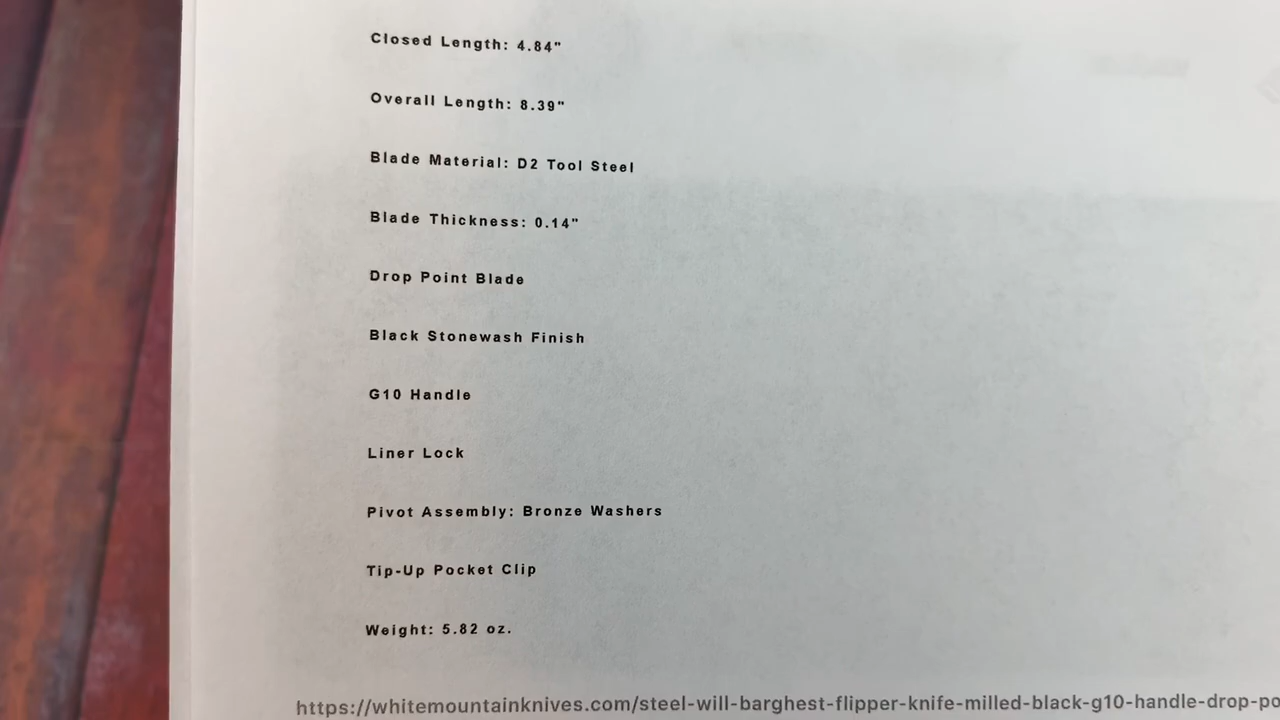 Closed Length: 4.84"
Overall Length: 8.39"
Blade Material: D2 Tool Steel
Blade Thickness: 0.14"
Drop Point Blade
Black Stonewash Finish
G10 Handle
Liner Lock
Pivot Assembly: Bronze Washers
Tip-Up Pocket Clip
Weight: 5.82 oz.
https://whitemountainknives.com/steel-will-barghest-flipper-knife-milled-black-g10-handle-drop-po